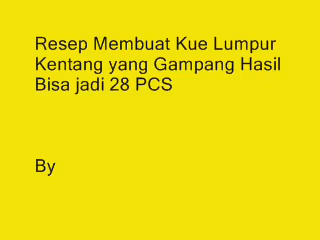 Resep Membuat Kue Lumpur
Kentang yang Gampang Hasil
Bisa jadi 28 PCS
By